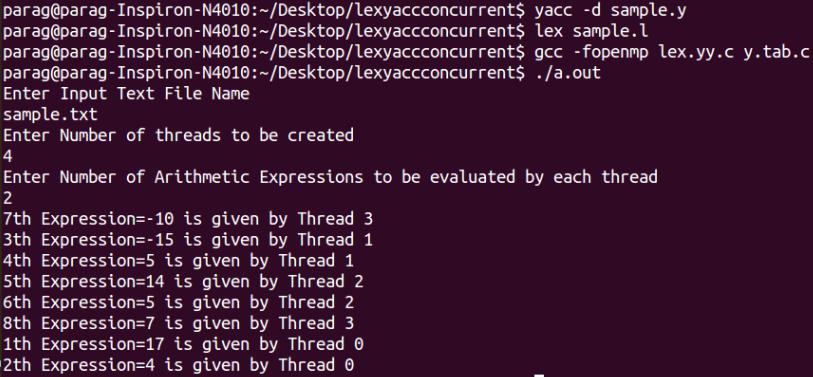 parag@parag-Inspiron-N4010:~/Desktop/lexyaccconcurrent$ yacc -d sample.y
parag@parag-Inspiron-N4010:~/Desktop/lexyaccconcurrent$ lex sample.l
parag@parag-Inspiron-N4010:~/Desktop/lexyaccconcurrent$ gcc -fopenmp lex.yy.c y.tab.c
parag@parag-Inspiron-N4010:~/Desktop/lexyaccconcurrent$ ./a.out
Enter Input Text File Name
sample.txt
Enter Number of threads to be created
4
Enter Number of Arithmetic Expressions to be evaluated by each thread
2
7th Expression=-10 is given by Thread 3
3th Expression=-15 is given by Thread 1
4th Expression=5 is given by Thread 1
5th Expression=14 is given by Thread 2
6th Expression=5 is given by Thread 2
8th Expression=7 is given by Thread 3
1th Expression=17 is given by Thread 0
2th Expression=4 is given by Thread 0